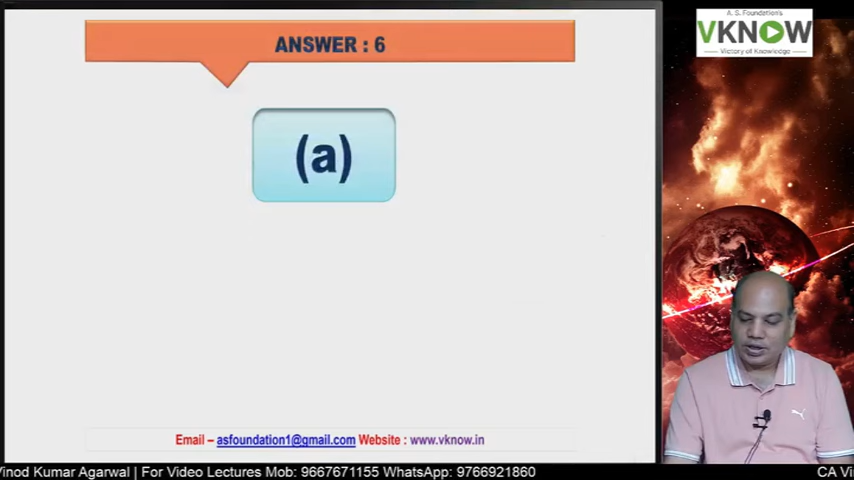 A. S. Foundation's
VKNOW
Victory of Knowledge
ANSWER : 6
(a)
Email – asfoundation1@gmail.com Website : www.vknow.in
Vinod Kumar Agarwal | For Video Lectures Mob: 9667671155 WhatsApp: 9766921860
CA Vi